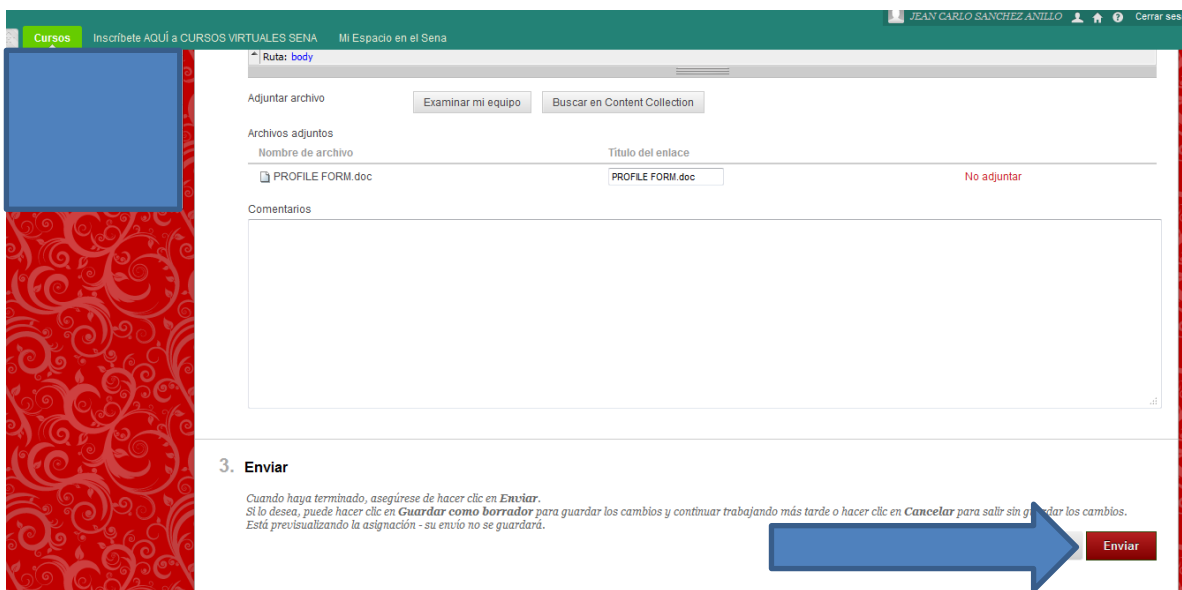 JEAN CARLO SANCHEZ ANILLO Cerrar ses
Cursos Inscríbete AQUÍ a CURSOS VIRTUALES SENA Mi Espacio en el Sena
Ruta: body
Adjuntar archivo Examinar mi equipo Buscar en Content Collection
Archivos adjuntos
Nombre de archivo Título del enlace
PROFILE FORM.doc PROFILE FORM.doc No adjuntar
Comentarios
3. Enviar
Cuando haya terminado, asegúrese de hacer clic en Enviar.
Si lo desea, puede hacer clic en Guardar como borrador para guardar los cambios y continuar trabajando más tarde o hacer clic en Cancelar para salir sin guardar los cambios.
Está previsualizando la asignación - su envío no se guardará.
Enviar